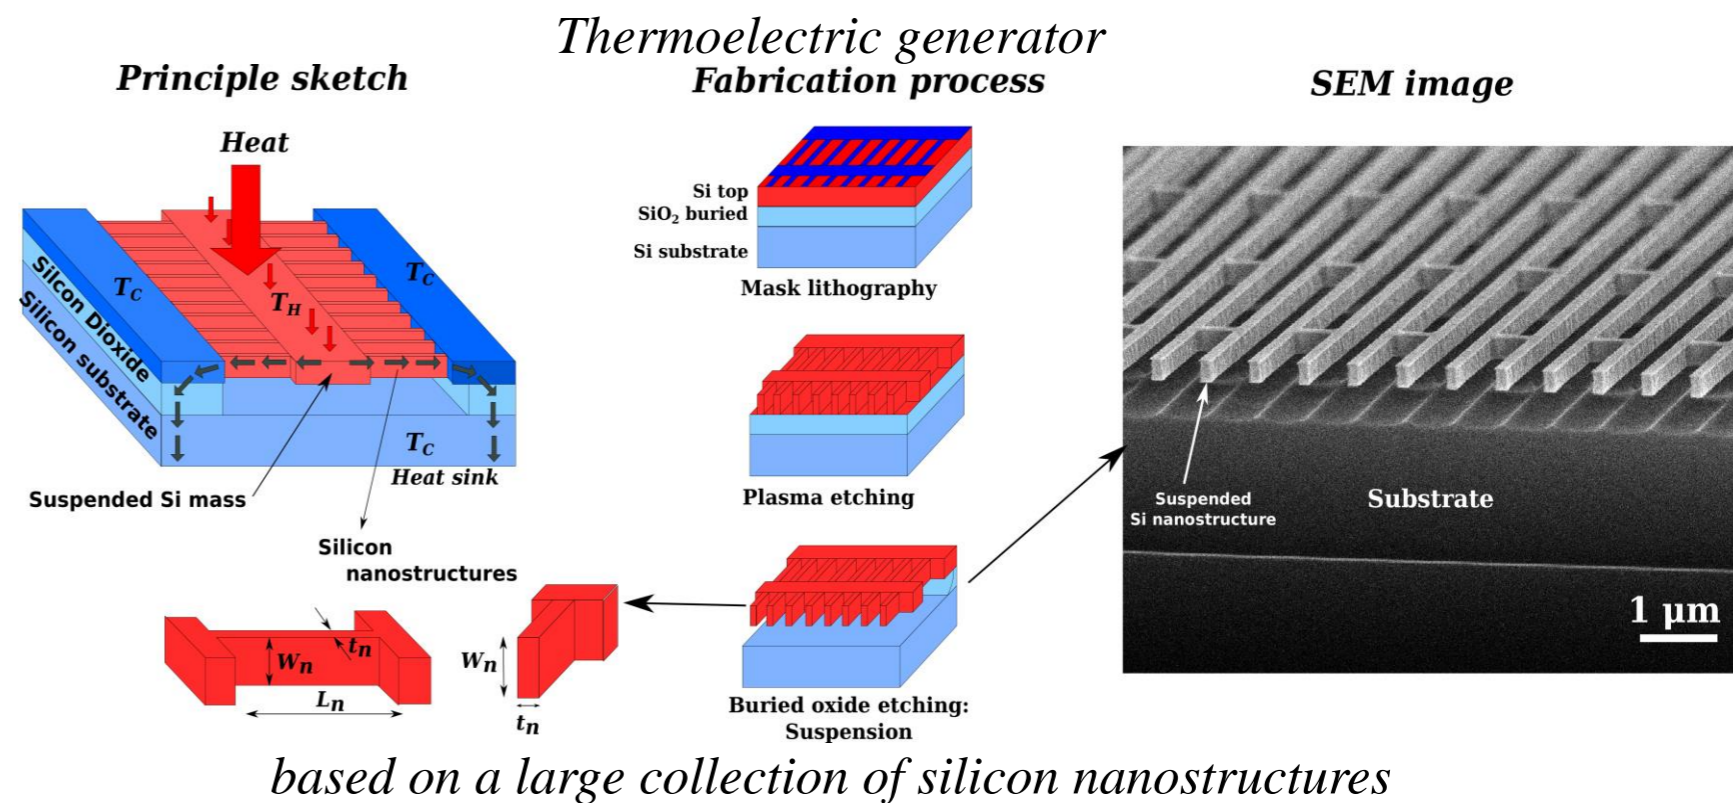 Thermoelectric generator
Principle sketch
Heat
T_C
T_C
T_H
Silcon Dioxide
Silicon substrate
T_C
Heat sink
Suspended Si mass
Silicon
nanostructures
t_n
W_n
L_n
W_n
t_n
Fabrication process
Si top
SiO₂ buried
Si substrate
Mask lithography
Plasma etching
Buried oxide etching:
Suspension
SEM image
Suspended
Si nanostructure
Substrate
1 µm
based on a large collection of silicon nanostructures